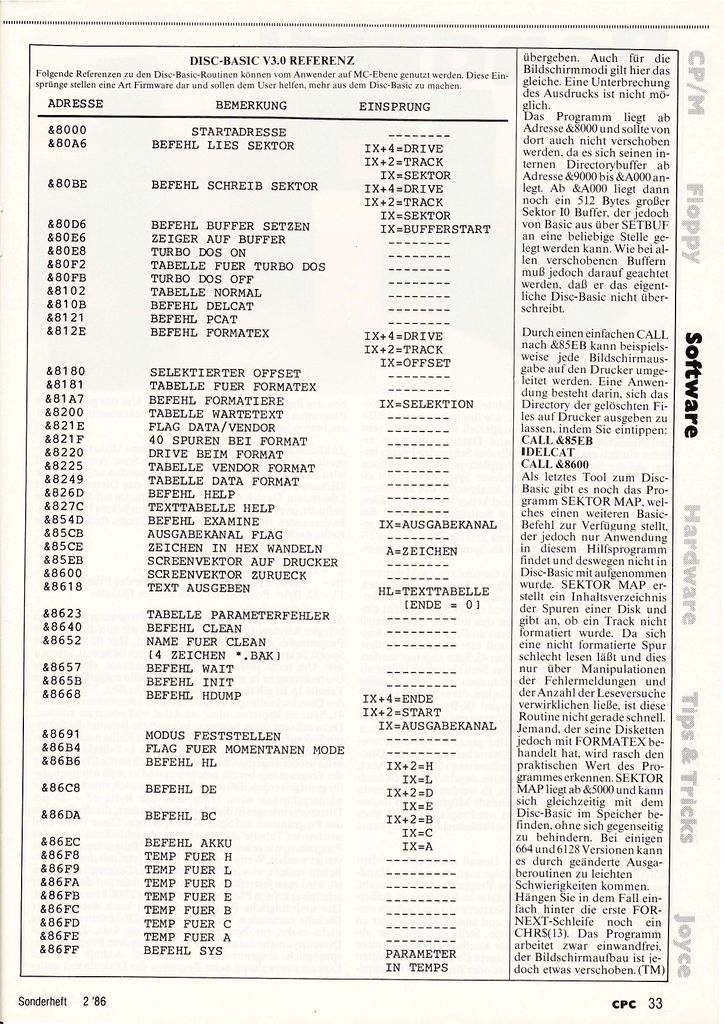 DISC-BASIC V3.0 REFERENZ
Folgende Referenzen zu den Disc-Basic-Routinen können vom Anwender auf MC-Ebene genutzt werden. Diese Ein-
sprünge stellen eine Art Firmware dar und sollen dem User helfen, mehr aus dem Disc-Basic zu machen.
ADRESSE BEMERKUNG EINSPRUNG
&8000 STARTADRESSE --------
&80A6 BEFEHL LIES SEKTOR IX+4=DRIVE
IX+2=TRACK
IX=SEKTOR
&80BE BEFEHL SCHREIB SEKTOR IX+4=DRIVE
IX+2=TRACK
IX=SEKTOR
&80D6 BEFEHL BUFFER SETZEN IX=BUFFERSTART
&80E6 ZEIGER AUF BUFFER --------
&80E8 TURBO DOS ON --------
&80F2 TABELLE FUER TURBO DOS --------
&80FB TURBO DOS OFF --------
&8102 TABELLE NORMAL --------
&810B BEFEHL DELCAT --------
&8121 BEFEHL PCAT --------
&812E BEFEHL FORMATEX IX+4=DRIVE
IX+2=TRACK
IX=OFFSET
&8180 SELEKTIERTER OFFSET --------
&8181 TABELLE FUER FORMATEX --------
&81A7 BEFEHL FORMATIERE IX=SELEKTION
&8200 TABELLE WARTETEXT --------
&821E FLAG DATA/VENDOR --------
&821F 40 SPUREN BEI FORMAT --------
&8220 DRIVE BEIM FORMAT --------
&8225 TABELLE VENDOR FORMAT --------
&8249 TABELLE DATA FORMAT --------
&826D BEFEHL HELP --------
&827C TEXTTABELLE HELP --------
&854D BEFEHL EXAMINE IX=AUSGABEKANAL
&85CB AUSGABEKANAL FLAG --------
&85CE ZEICHEN IN HEX WANDELN A=ZEICHEN
&85EB SCREENVEKTOR AUF DRUCKER --------
&8600 SCREENVEKTOR ZURUECK --------
&8618 TEXT AUSGEBEN HL=TEXTTABELLE
[ENDE = 0]
&8623 TABELLE PARAMETERFEHLER --------
&8640 BEFEHL CLEAN --------
&8652 NAME FUER CLEAN --------
[4 ZEICHEN *.BAK]
&8657 BEFEHL WAIT --------
&865B BEFEHL INIT --------
&8668 BEFEHL HDUMP IX+4=ENDE
IX+2=START
IX=AUSGABEKANAL
&8691 MODUS FESTSTELLEN --------
&86B4 FLAG FUER MOMENTANEN MODE --------
&86B6 BEFEHL HL IX+2=H
IX=L
&86C8 BEFEHL DE IX+2=D
IX=E
&86DA BEFEHL BC IX+2=B
IX=C
&86EC BEFEHL AKKU IX=A
&86F8 TEMP FUER H --------
&86F9 TEMP FUER L --------
&86FA TEMP FUER D --------
&86FB TEMP FUER E --------
&86FC TEMP FUER B --------
&86FD TEMP FUER C --------
&86FE TEMP FUER A --------
&86FF BEFEHL SYS PARAMETER
IN TEMPS
übergeben. Auch für die
Bildschirmmodi gilt hier das
gleiche. Eine Unterbrechung
des Ausdrucks ist nicht mö-
glich.
Das Programm liegt ab
Adresse &8000 und sollte von
dort auch nicht verschoben
werden, da es sich seinen in-
ternen Directorybuffer ab
Adresse &9000 bis &A000 an-
legt. Ab &A000 liegt dann
noch ein 512 Bytes großer
Sektor I0 Buffer, der jedoch
von Basic aus über SETBUF
an eine beliebige Stelle ge-
legt werden kann. Wie bei al-
len verschobenen Buffern
muß jedoch darauf geachtet
werden, daß er das eigent-
liche Disc-Basic nicht über-
schreibt.
Durch einen einfachen CALL
nach &85EB kann beispiels-
weise jede Bildschirmaus-
gabe auf den Drucker umge-
leitet werden. Eine Anwen-
dung besteht darin, sich das
Directory der gelöschten Fi-
les auf Drucker ausgeben zu
lassen, indem Sie eintippen:
CALL &85EB
|DELCAT
CALL &8600
Als letztes Tool zum Disc-
Basic gibt es noch das Pro-
gramm SEKTOR MAP, wel-
ches einen weiteren Basic-
Befehl zur Verfügung stellt,
der jedoch nur Anwendung
in diesem Hilfsprogramm
findet und deswegen nicht in
Disc-Basic mit aufgenommen
wurde. SEKTOR MAP er-
stellt ein Inhaltsverzeichnis
der Spuren einer Disk und
gibt an, ob ein Track nicht
formatiert wurde. Da sich
eine nicht formatierte Spur
schlecht lesen läßt und dies
nur über Manipulationen
der Fehlermeldungen und
der Anzahl der Leseversuche
verwirklichen ließe, ist diese
Routine nicht gerade schnell.
Jemand, der seine Disketten
jedoch mit FORMATEX be-
handelt hat, wird rasch den
praktischen Wert des Pro-
grammes erkennen. SEKTOR
MAP liegt ab &5000 und kann
sich gleichzeitig mit dem
Disc-Basic im Speicher be-
finden, ohne sich gegenseitig
zu behindern. Bei einigen
664 und 6128 Versionen kann
es durch geänderte Ausga-
beroutinen zu leichten
Schwierigkeiten kommen.
Hängen Sie in dem Fall ein-
fach hinter die erste FOR-
NEXT-Schleife noch ein
CHR$(13). Das Programm
arbeitet zwar einwandfrei,
der Bildschirmaufbau ist je-
doch etwas verschoben. (TM)
CP/M
Floppy
Software
Hardware
Tips & Tricks
Joyce
Sonderheft 2 '86
CPC 33